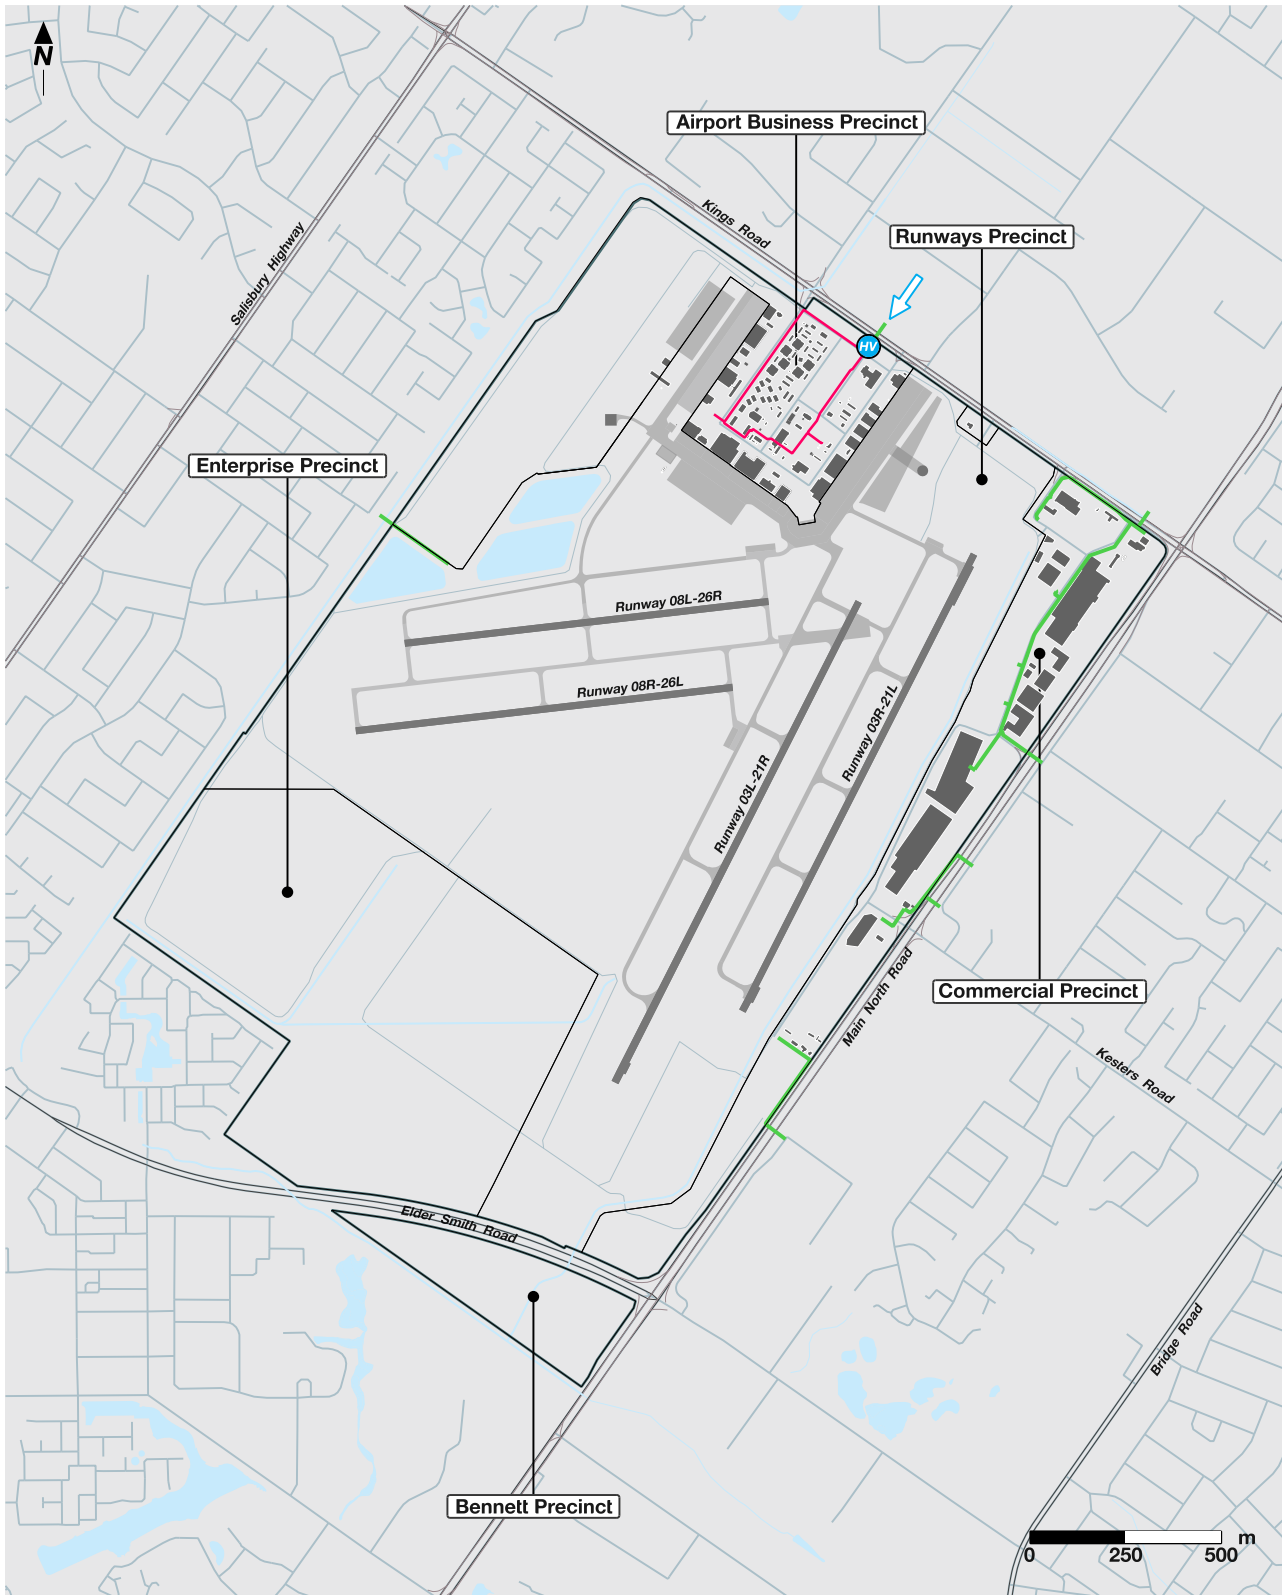 N
Airport Business Precinct
Kings Road
Runways Precinct
Salisbury Highway
HV
Enterprise Precinct
Runway 08L-26R
Runway 08R-26L
Runway 03R-21L
Runway 03L-21R
Main North Road
Commercial Precinct
Kesters Road
Elder Smith Road
Bridge Road
Bennett Precinct
m
0 250 500